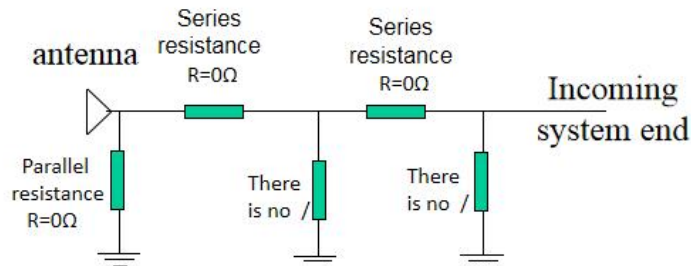 antenna
Series
resistance
R=0Ω
Series
resistance
R=0Ω
Incoming
system end
Parallel
resistance
R=0Ω
There
is no /
There
is no /